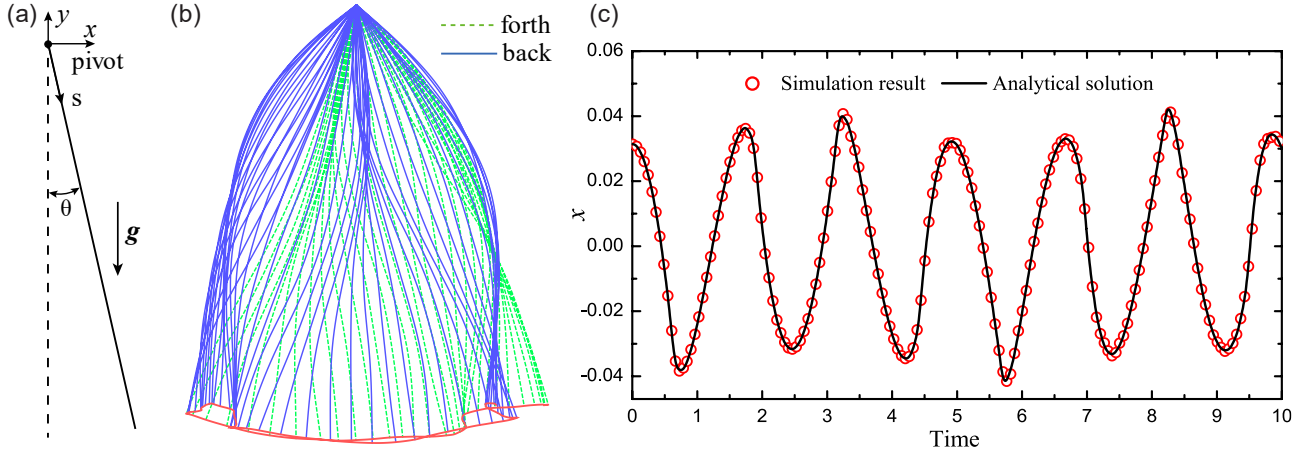 (a)
y
x
pivot
s
θ
g
(b)
forth
back
(c)
0.06
0.04
0.02
0.00
-0.02
-0.04
x
Simulation result
Analytical solution
0 1 2 3 4 5 6 7 8 9 10
Time